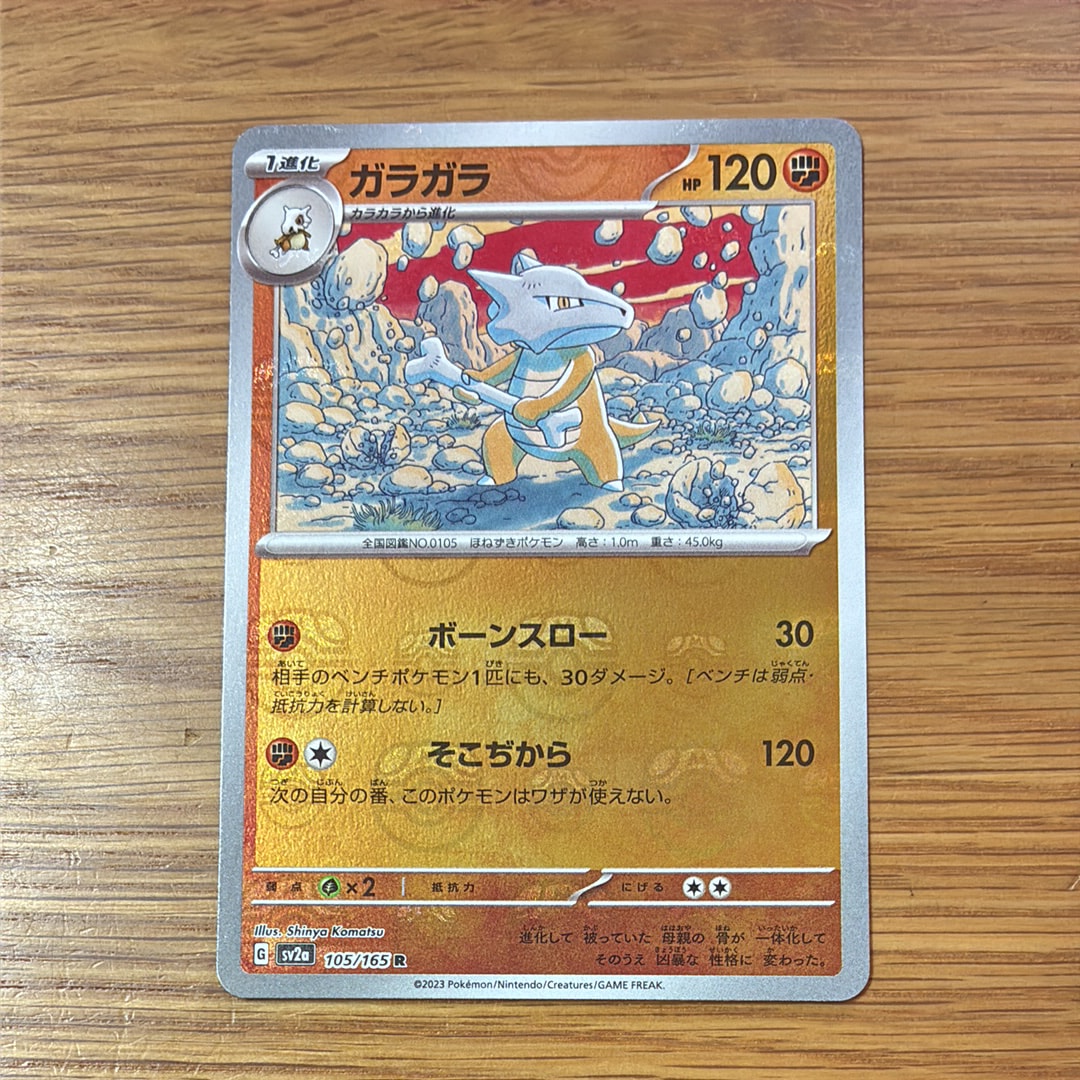 1進化
ガラガラ
HP 120
カラカラから進化
全国図鑑NO.0105 ほねずきポケモン 高さ:1.0m 重さ:45.0kg
ボーンスロー 30
相手のベンチポケモン1匹にも、30ダメージ。[ベンチは弱点・
抵抗力を計算しない。]
そこぢから 120
次の自分の番、このポケモンはワザが使えない。
弱点 ×2 抵抗力 にげる
Illus. Shinya Komatsu
G sv2a 105/165 R
進化して 被っていた 母親の 骨が 一体化して
そのうえ 凶暴な 性格に 変わった。
©2023 Pokémon/Nintendo/Creatures/GAME FREAK.